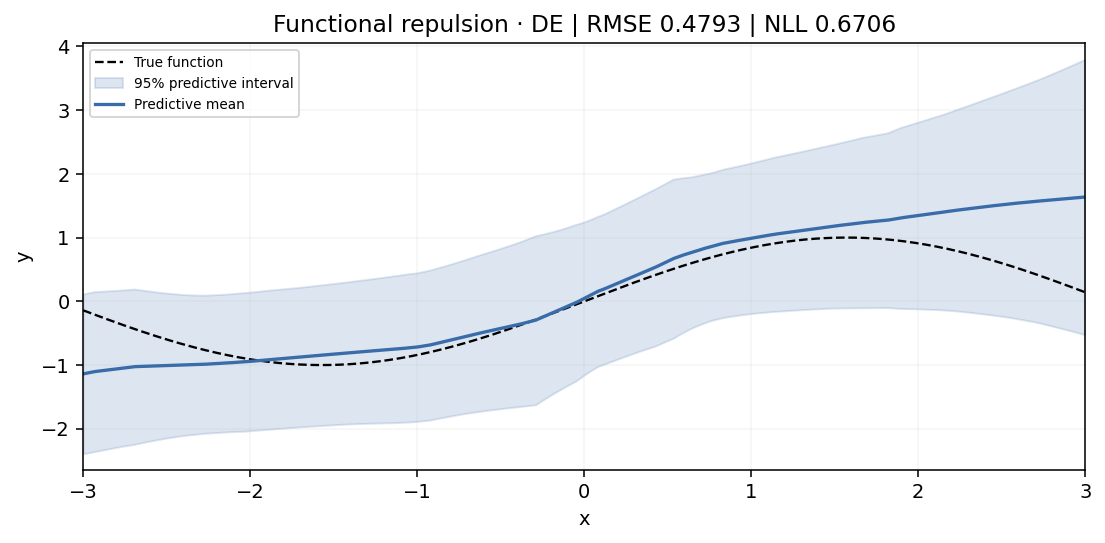 Functional repulsion · DE | RMSE 0.4793 | NLL 0.6706
True function
95% predictive interval
Predictive mean
y
4
3
2
1
0
−1
−2
−3
−2
−1
0
1
2
3
x